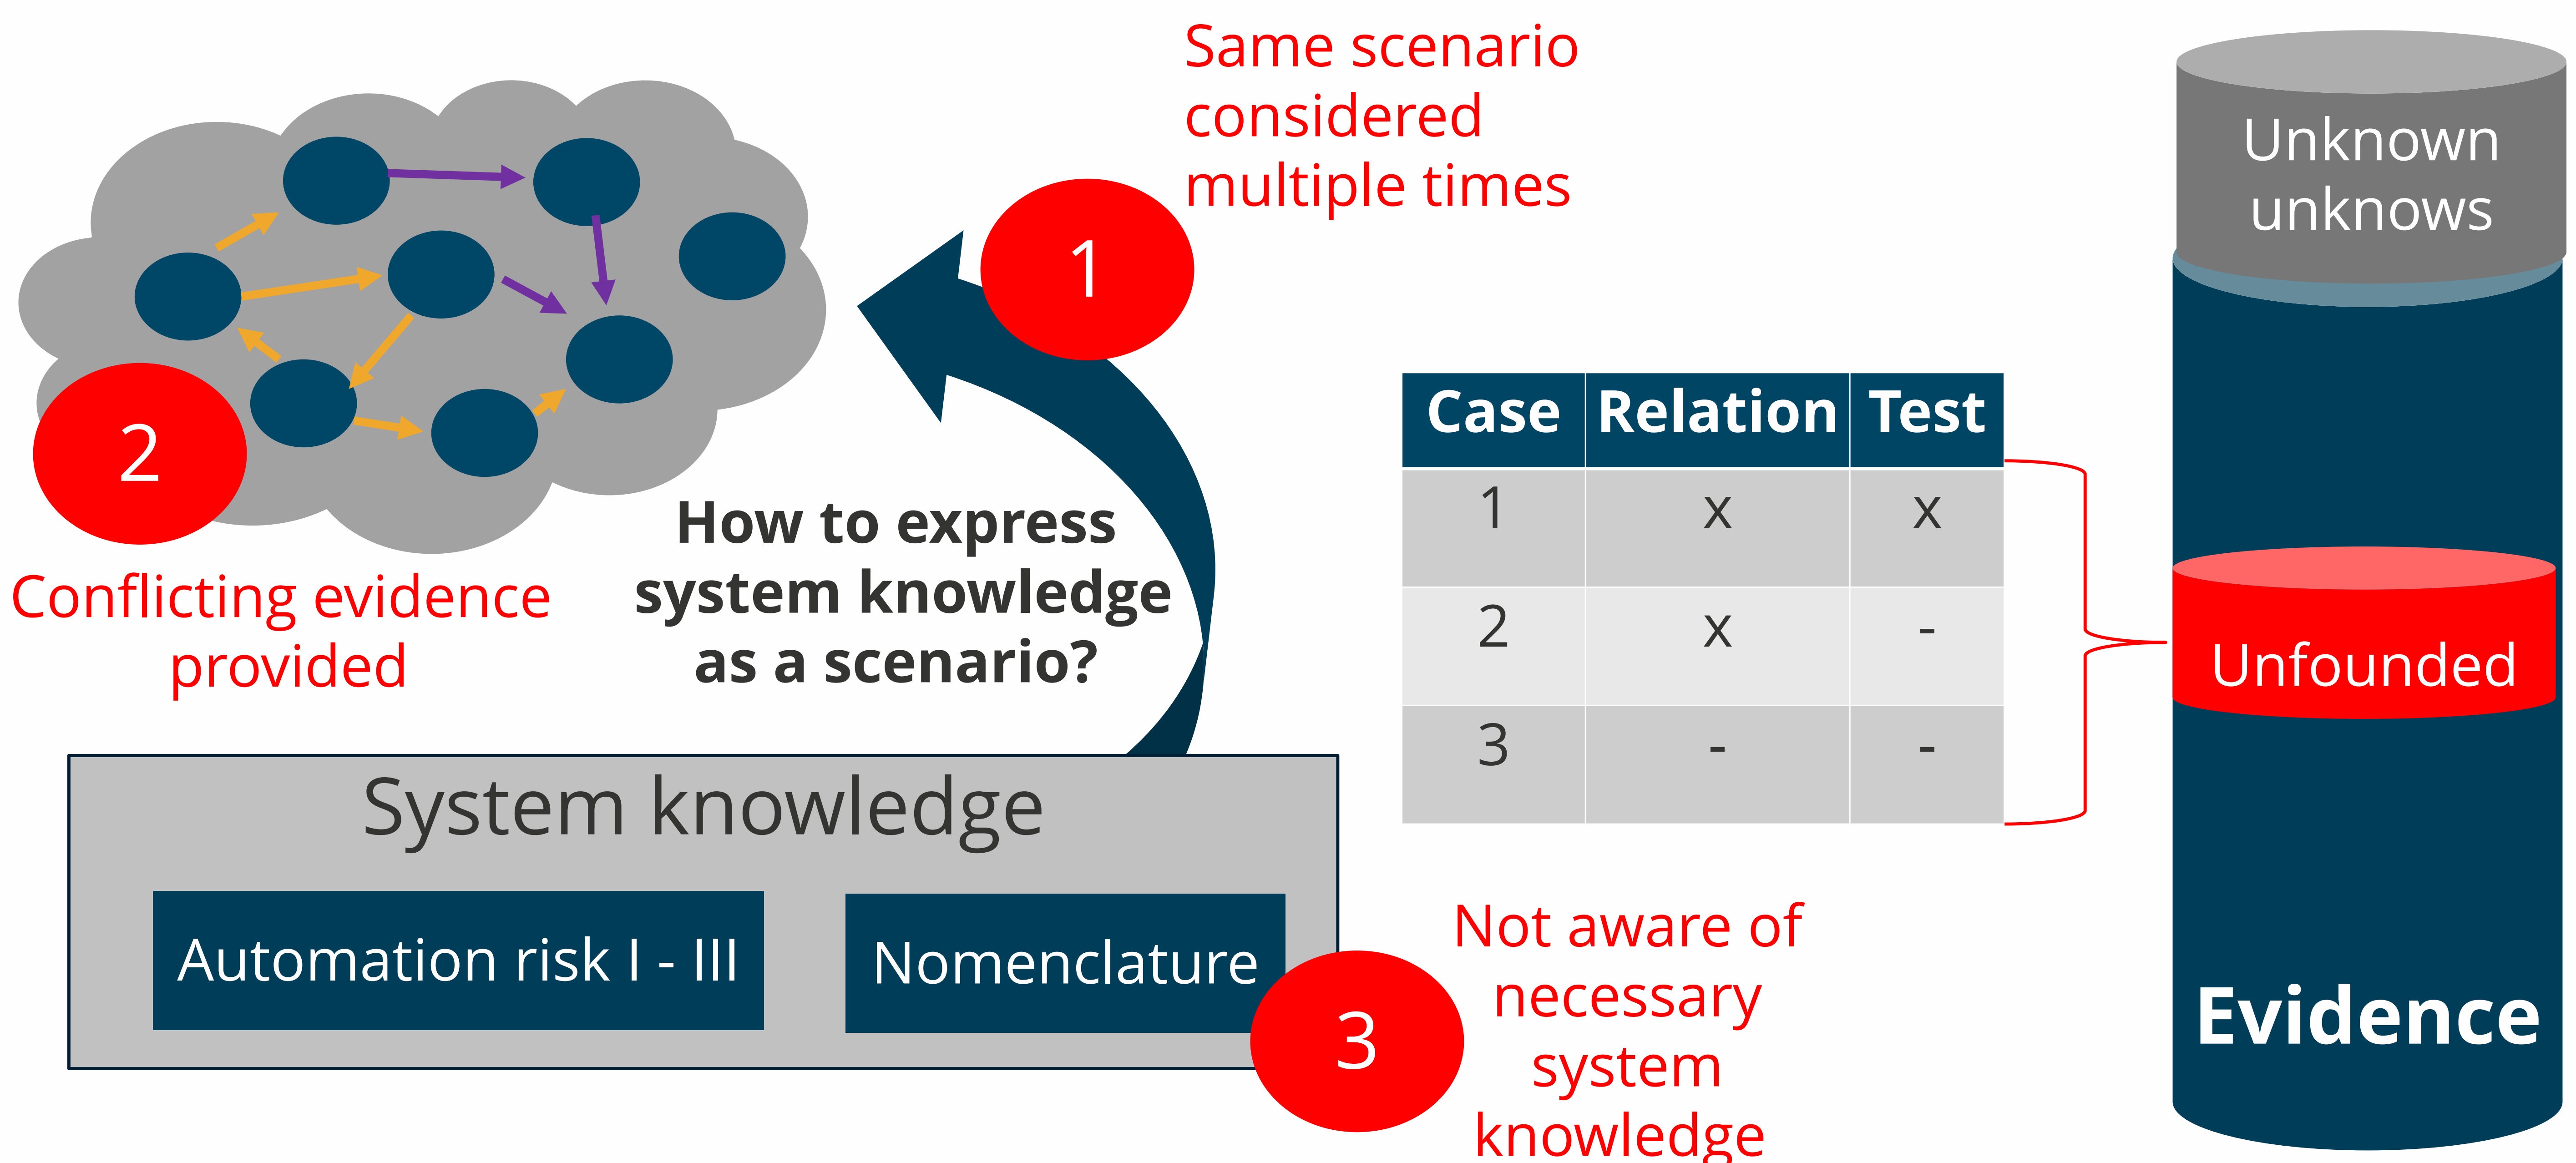 Same scenario
considered
multiple times
1
2
Conflicting evidence
provided
How to express
system knowledge
as a scenario?
System knowledge
Automation risk I - III
Nomenclature
3
Not aware of
necessary
system
knowledge
Case Relation Test
1 x x
2 x -
3 - -
Unknown
unknows
Unfounded
Evidence